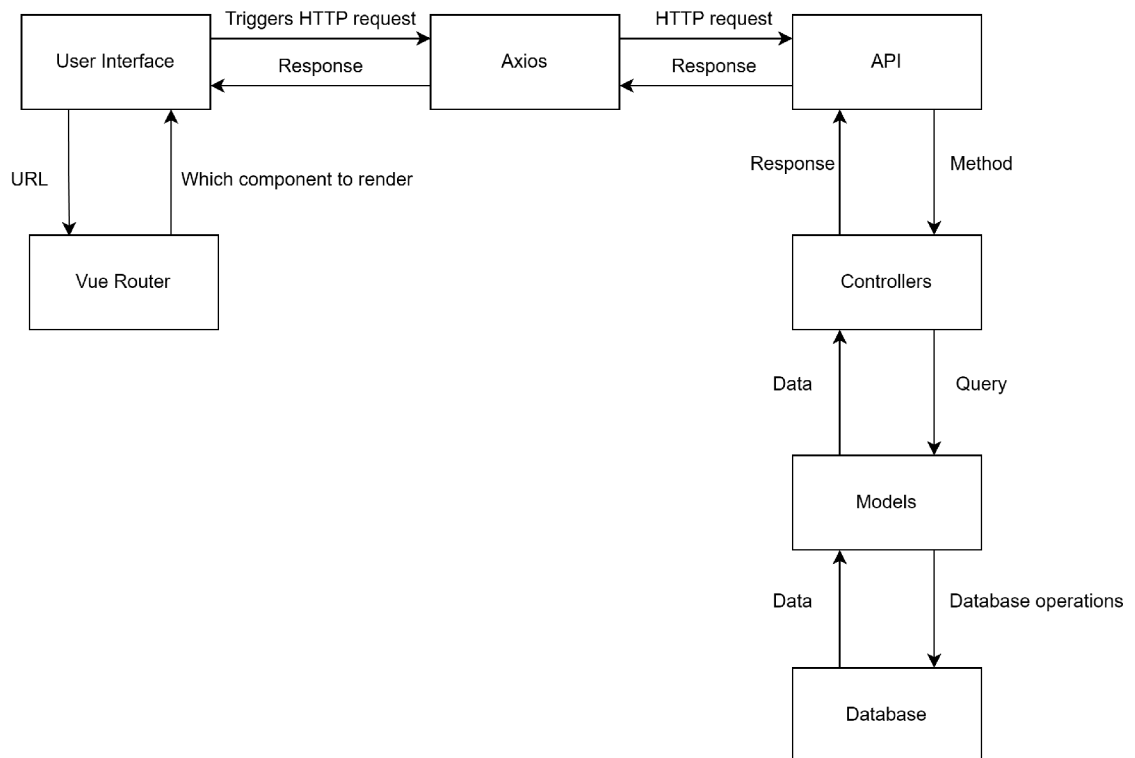 Triggers HTTP request
HTTP request
User Interface
Axios
API
Response
Response
URL
Which component to render
Response
Method
Vue Router
Controllers
Data
Query
Models
Data
Database operations
Database